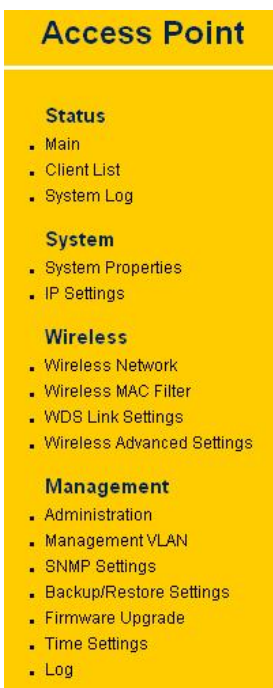 Access Point
Status
Main
Client List
System Log
System
System Properties
IP Settings
Wireless
Wireless Network
Wireless MAC Filter
WDS Link Settings
Wireless Advanced Settings
Management
Administration
Management VLAN
SNMP Settings
Backup/Restore Settings
Firmware Upgrade
Time Settings
Log